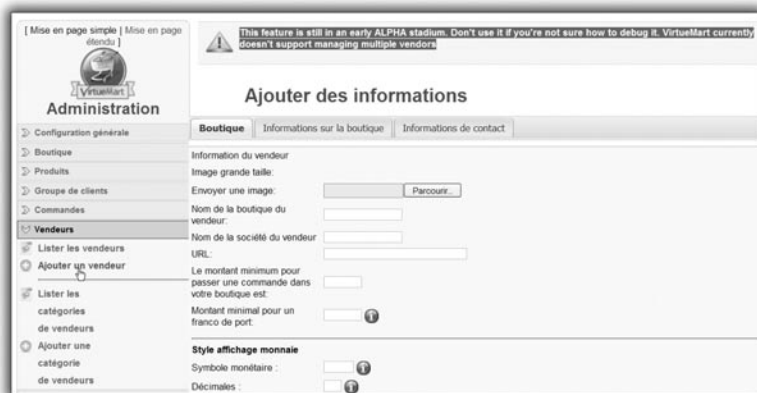 [ Mise en page simple | Mise en page
étendu ]
VirtueMart
Administration
Configuration générale
Boutique
Produits
Groupe de clients
Commandes
Vendeurs
Lister les vendeurs
Ajouter un vendeur
Lister les
catégories
de vendeurs
Ajouter une
catégorie
de vendeurs
This feature is still in an early ALPHA stadium. Don't use it if you're not sure how to debug it. VirtueMart currently
doesn't support managing multiple vendors
Ajouter des informations
Boutique Informations sur la boutique Informations de contact
Information du vendeur
Image grande taille:
Envoyer une image: Parcourir..
Nom de la boutique du
vendeur:
Nom de la société du vendeur
URL:
Le montant minimum pour
passer une commande dans
votre boutique est:
Montant minimal pour un
franco de port:
Style affichage monnaie
Symbole monétaire :
Décimales :